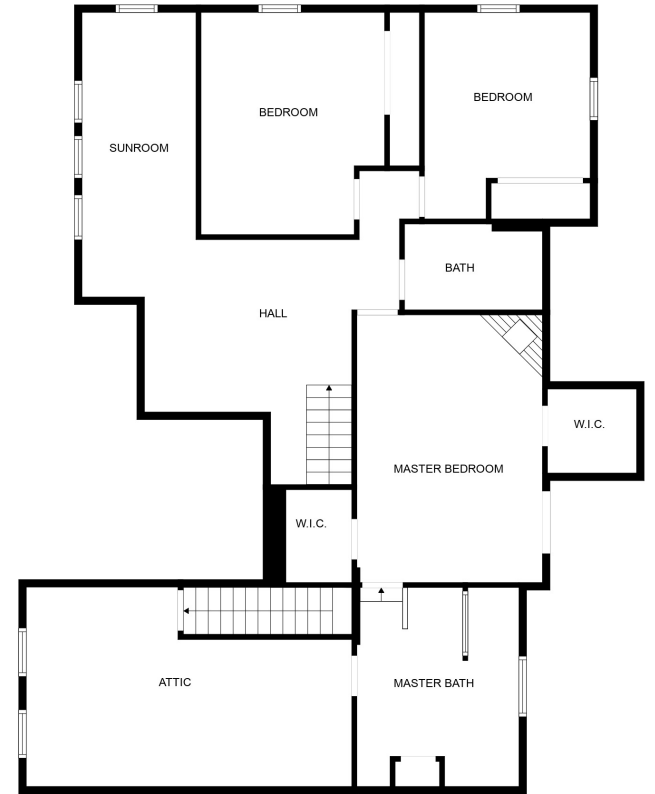 BEDROOM
BEDROOM
SUNROOM
BATH
HALL
W.I.C.
MASTER BEDROOM
W.I.C.
ATTIC
MASTER BATH